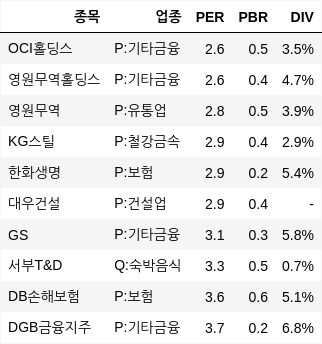 종목 업종 PER PBR DIV
OCI홀딩스 P:기타금융 2.6 0.5 3.5%
영원무역홀딩스 P:기타금융 2.6 0.4 4.7%
영원무역 P:유통업 2.8 0.5 3.9%
KG스틸 P:철강금속 2.9 0.4 2.9%
한화생명 P:보험 2.9 0.2 5.4%
대우건설 P:건설업 2.9 0.4 -
GS P:기타금융 3.1 0.3 5.8%
서부T&D Q:숙박음식 3.3 0.5 0.7%
DB손해보험 P:보험 3.6 0.6 5.1%
DGB금융지주 P:기타금융 3.7 0.2 6.8%